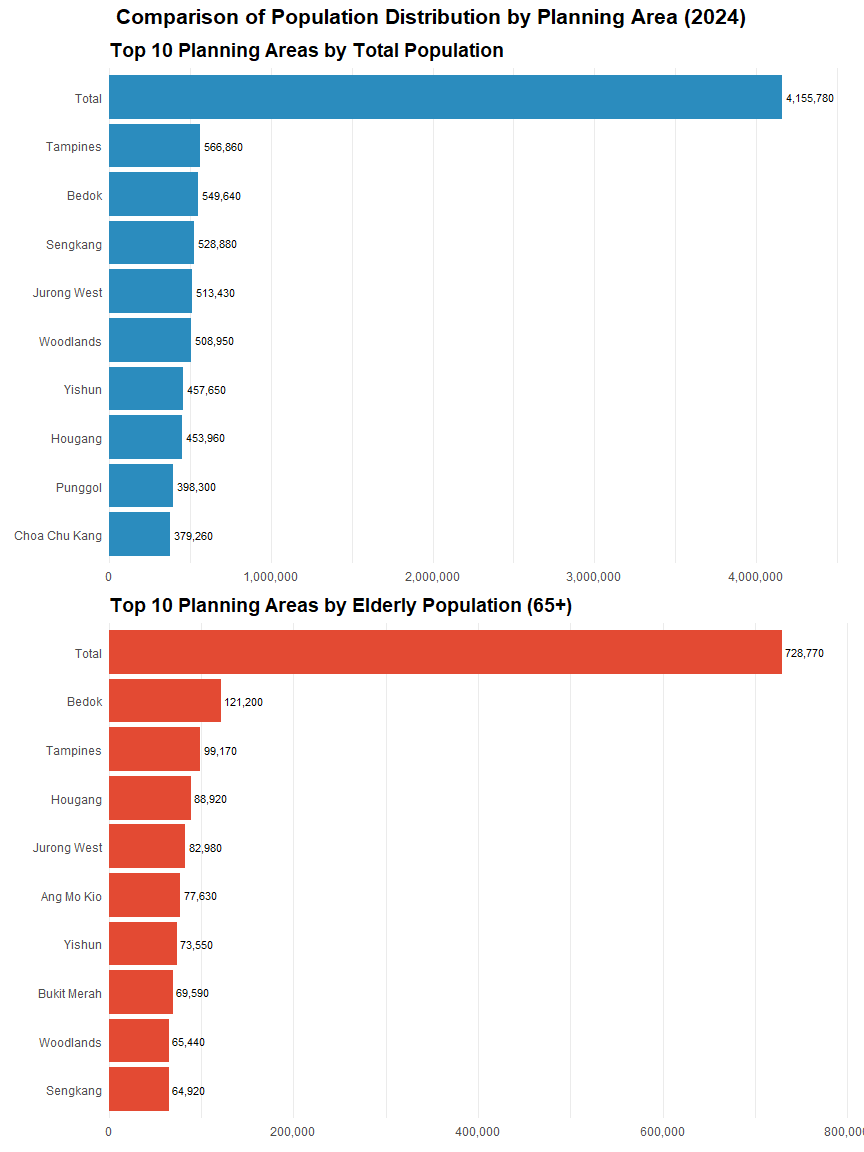 Comparison of Population Distribution by Planning Area (2024)
Top 10 Planning Areas by Total Population
Total 4,155,780
Tampines 566,860
Bedok 549,640
Sengkang 528,880
Jurong West 513,430
Woodlands 508,950
Yishun 457,650
Hougang 453,960
Punggol 398,300
Choa Chu Kang 379,260
0 1,000,000 2,000,000 3,000,000 4,000,000
Top 10 Planning Areas by Elderly Population (65+)
Total 728,770
Bedok 121,200
Tampines 99,170
Hougang 88,920
Jurong West 82,980
Ang Mo Kio 77,630
Yishun 73,550
Bukit Merah 69,590
Woodlands 65,440
Sengkang 64,920
0 200,000 400,000 600,000